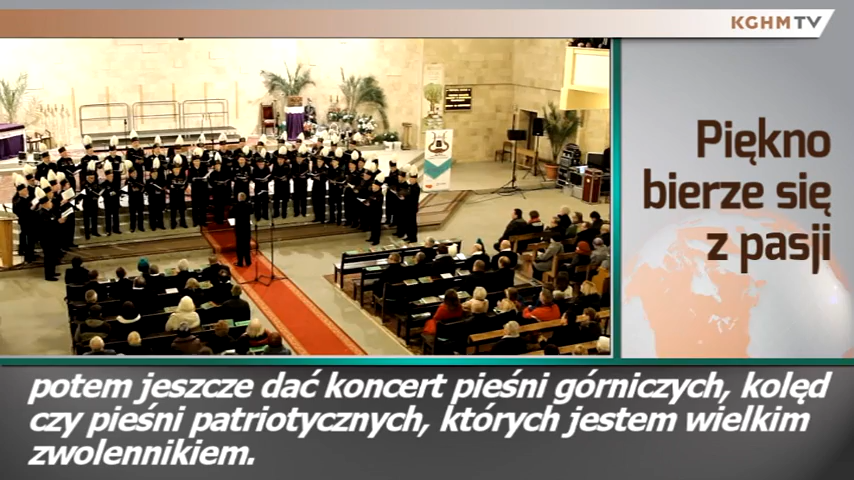 KGHM TV
Piękno
bierze się
z pasji
potem jeszcze dać koncert pieśni górniczych, kolęd
czy pieśni patriotycznych, których jestem wielkim
zwolennikiem.